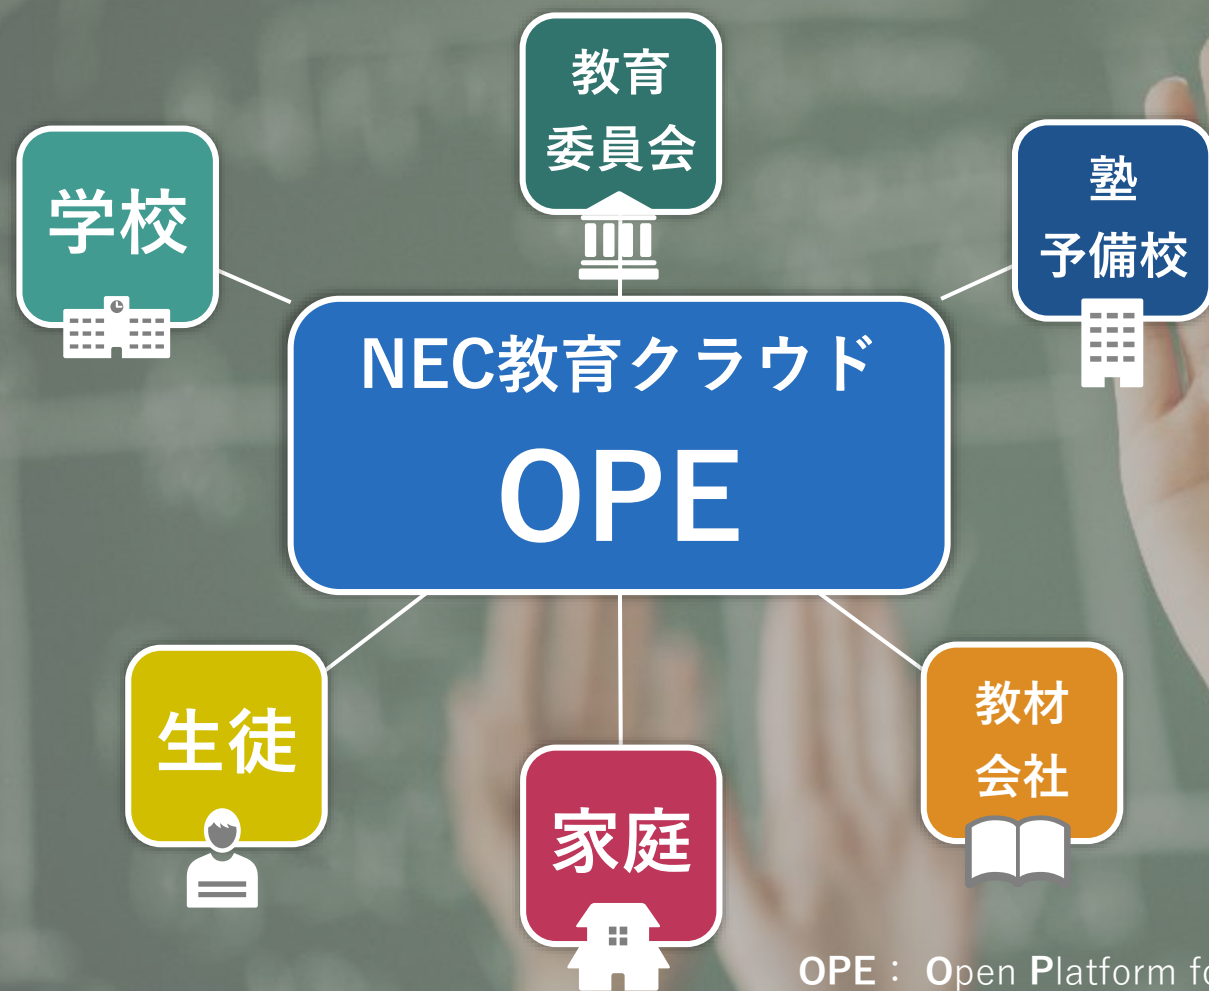 教育
委員会
学校
塾
予備校
NEC教育クラウド
OPE
生徒
教材
会社
家庭
OPE： Open Platform